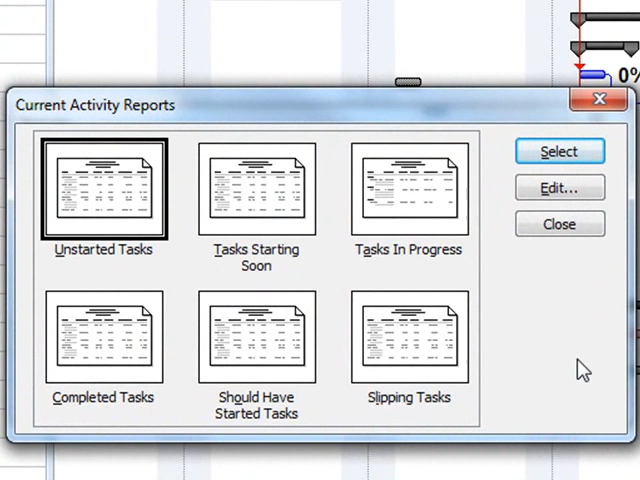 0%
Current Activity Reports
Select
Edit...
Close
Unstarted Tasks
Tasks Starting
Soon
Tasks In Progress
Completed Tasks
Should Have
Started Tasks
Slipping Tasks